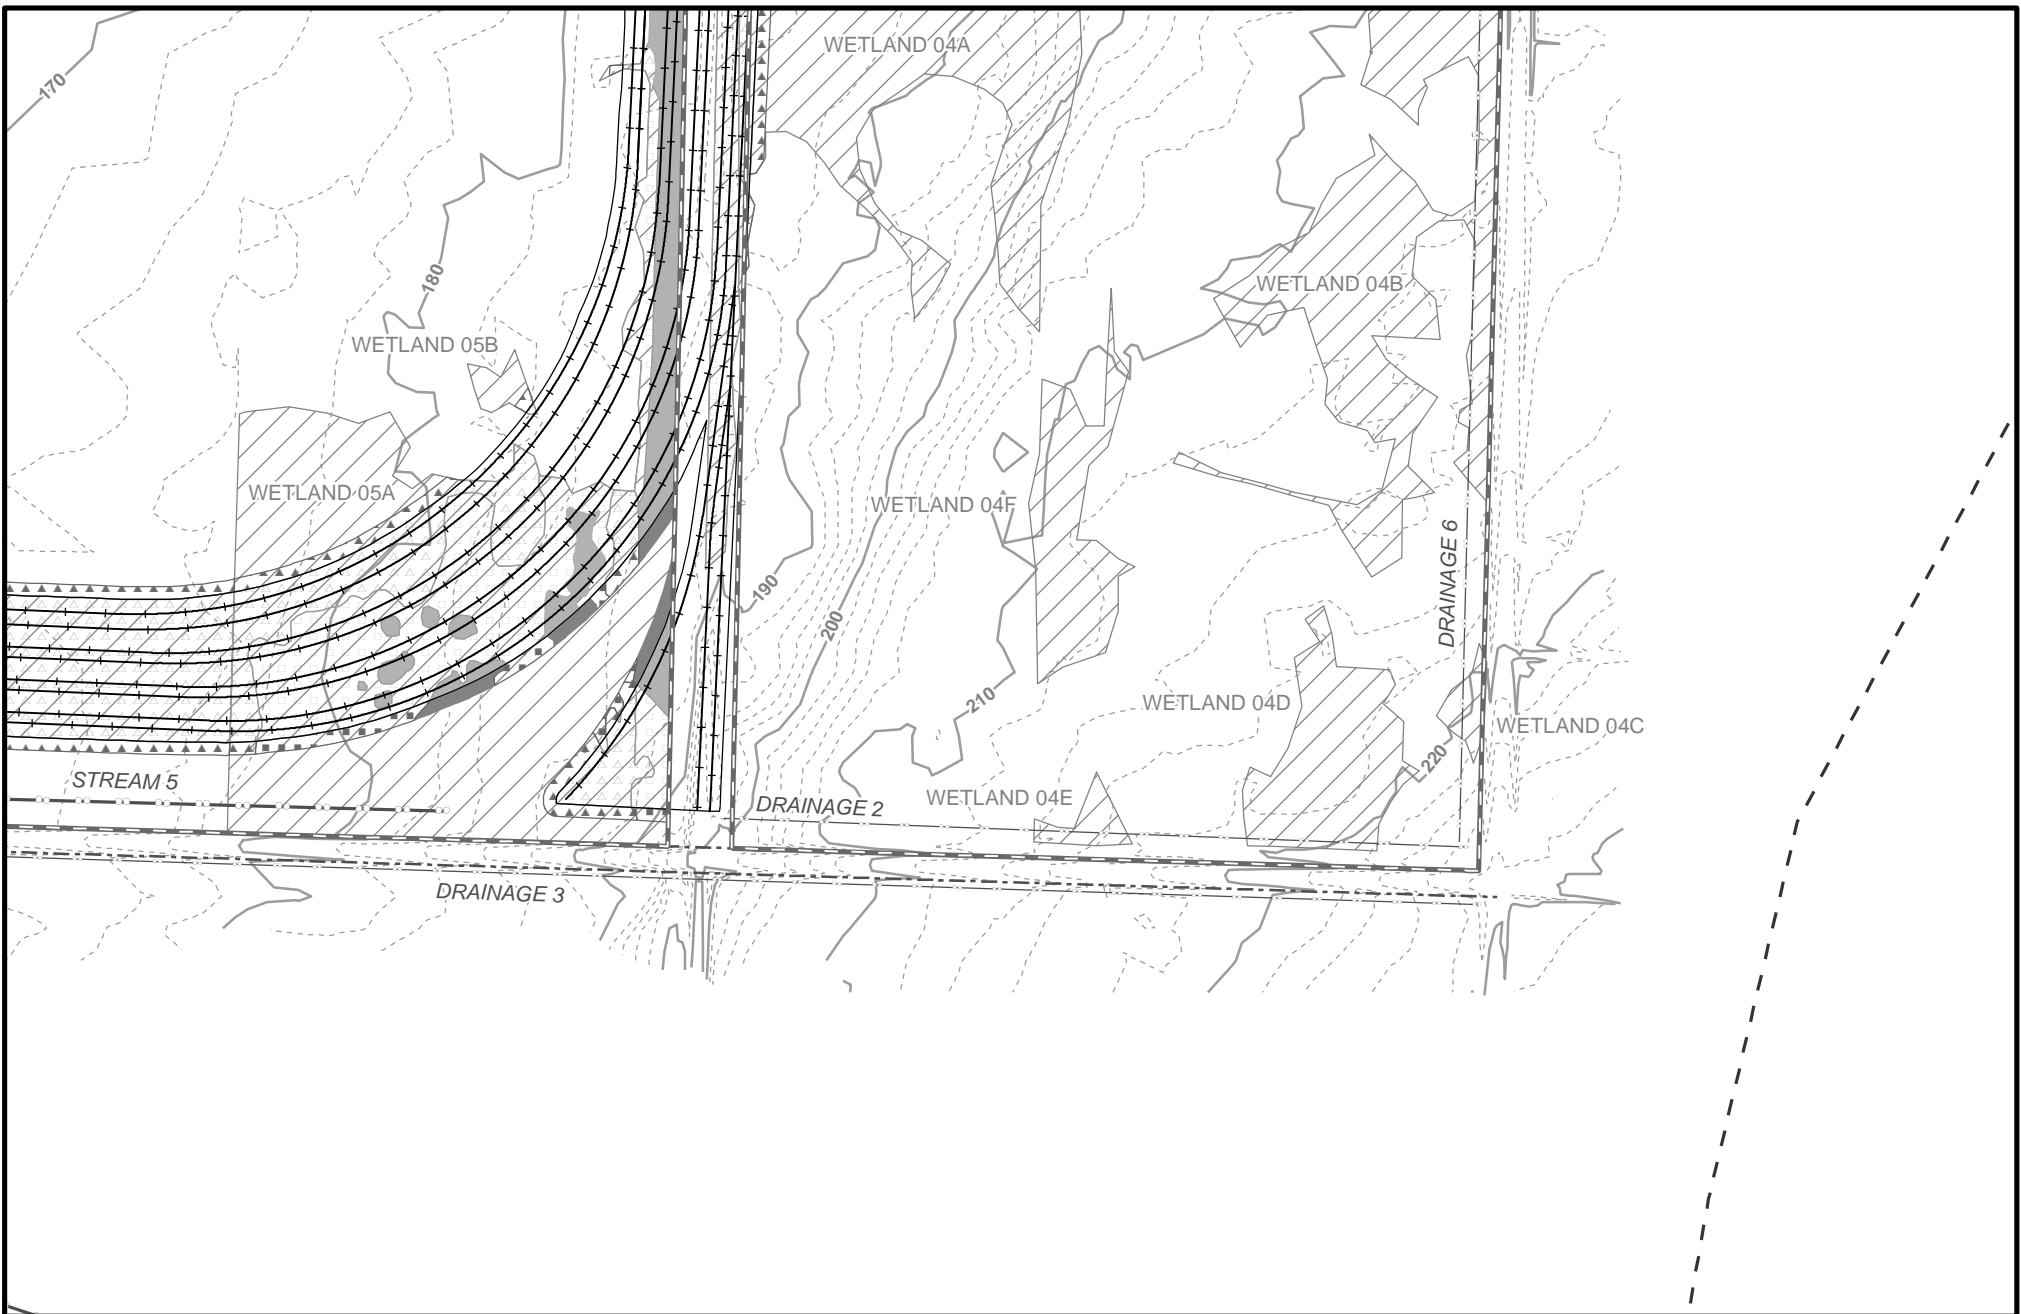 WETLAND 04A
170
180
WETLAND 04B
WETLAND 05B
WETLAND 05A
WETLAND 04F
DRAINAGE 6
190
200
210
WETLAND 04D
WETLAND 04C
220
STREAM 5
WETLAND 04E
DRAINAGE 2
DRAINAGE 3